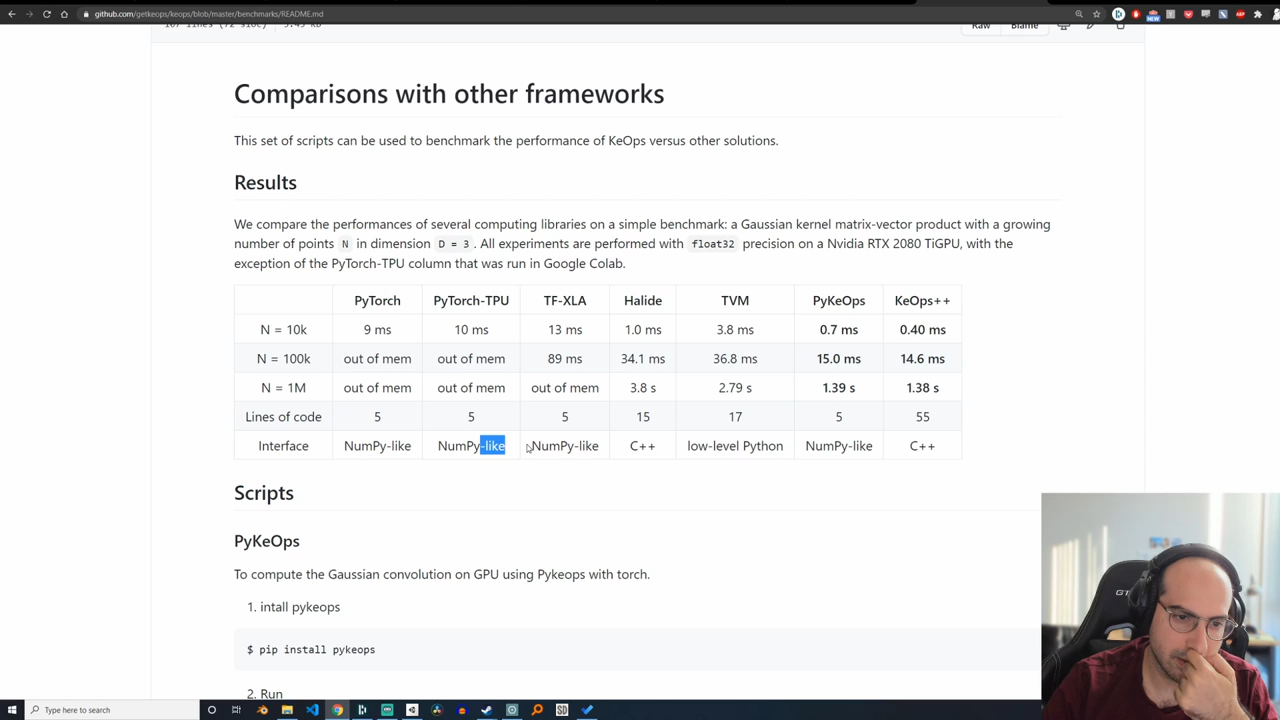 github.com/getkeops/keops/blob/master/benchmarks/README.md
Raw Blame
Comparisons with other frameworks
This set of scripts can be used to benchmark the performance of KeOps versus other solutions.
Results
We compare the performances of several computing libraries on a simple benchmark: a Gaussian kernel matrix-vector product with a growing
number of points N in dimension D = 3 . All experiments are performed with float32 precision on a Nvidia RTX 2080 TiGPU, with the
exception of the PyTorch-TPU column that was run in Google Colab.
PyTorch PyTorch-TPU TF-XLA Halide TVM PyKeOps KeOps++
N = 10k 9 ms 10 ms 13 ms 1.0 ms 3.8 ms 0.7 ms 0.40 ms
N = 100k out of mem out of mem 89 ms 34.1 ms 36.8 ms 15.0 ms 14.6 ms
N = 1M out of mem out of mem out of mem 3.8 s 2.79 s 1.39 s 1.38 s
Lines of code 5 5 5 15 17 5 55
Interface NumPy-like NumPy-like NumPy-like C++ low-level Python NumPy-like C++
Scripts
PyKeOps
To compute the Gaussian convolution on GPU using Pykeops with torch.
1. intall pykeops
$ pip install pykeops
2. Run
Type here to search
SD
GT